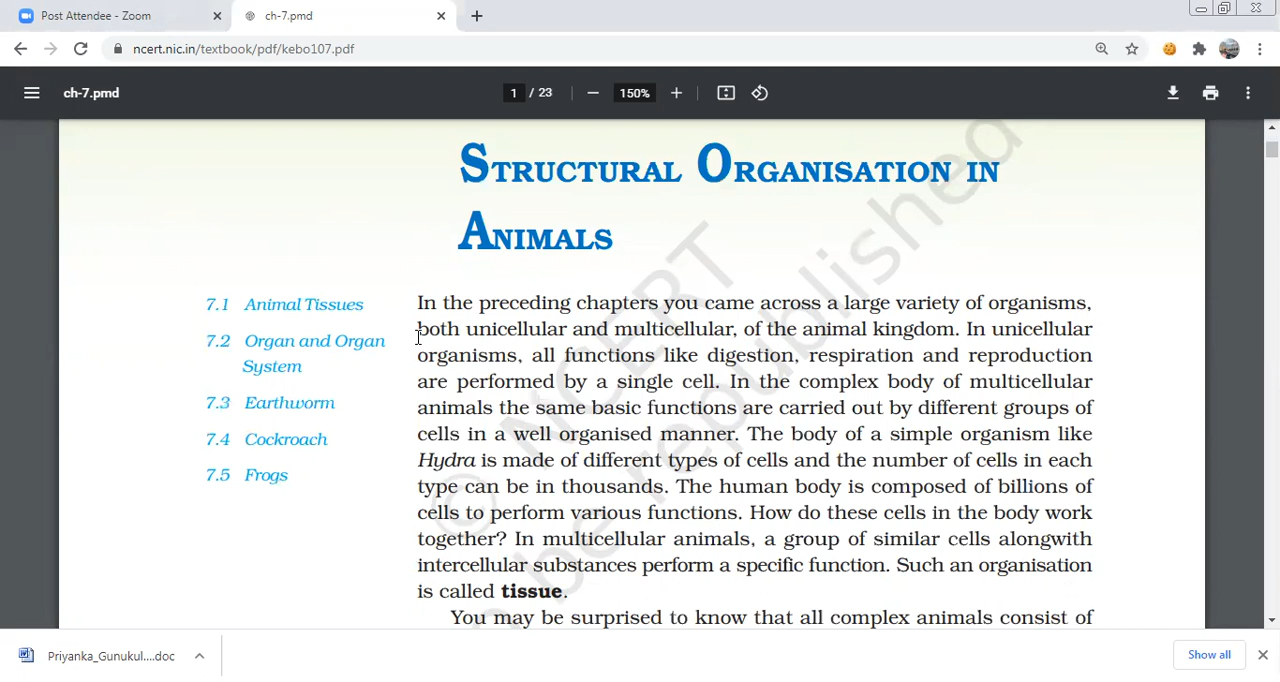 Post Attendee - Zoom
ch-7.pmd
ncert.nic.in/textbook/pdf/kebo107.pdf
ch-7.pmd
1 / 23
150%
STRUCTURAL ORGANISATION IN
ANIMALS
7.1 Animal Tissues
7.2 Organ and Organ
System
7.3 Earthworm
7.4 Cockroach
7.5 Frogs
In the preceding chapters you came across a large variety of organisms,
both unicellular and multicellular, of the animal kingdom. In unicellular
organisms, all functions like digestion, respiration and reproduction
are performed by a single cell. In the complex body of multicellular
animals the same basic functions are carried out by different groups of
cells in a well organised manner. The body of a simple organism like
Hydra is made of different types of cells and the number of cells in each
type can be in thousands. The human body is composed of billions of
cells to perform various functions. How do these cells in the body work
together? In multicellular animals, a group of similar cells alongwith
intercellular substances perform a specific function. Such an organisation
is called tissue.
You may be surprised to know that all complex animals consist of
© NCERT
be republished
Priyanka_Gunukul....doc
Show all